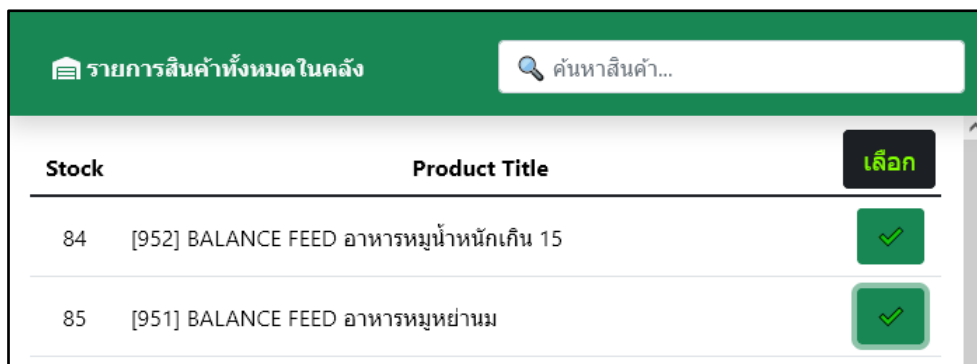 รายการสินค้าทั้งหมดในคลัง ค้นหาสินค้า...
Stock Product Title เลือก
84 [952] BALANCE FEED อาหารหมูน้ำหนักเกิน 15
85 [951] BALANCE FEED อาหารหมูหย่านม